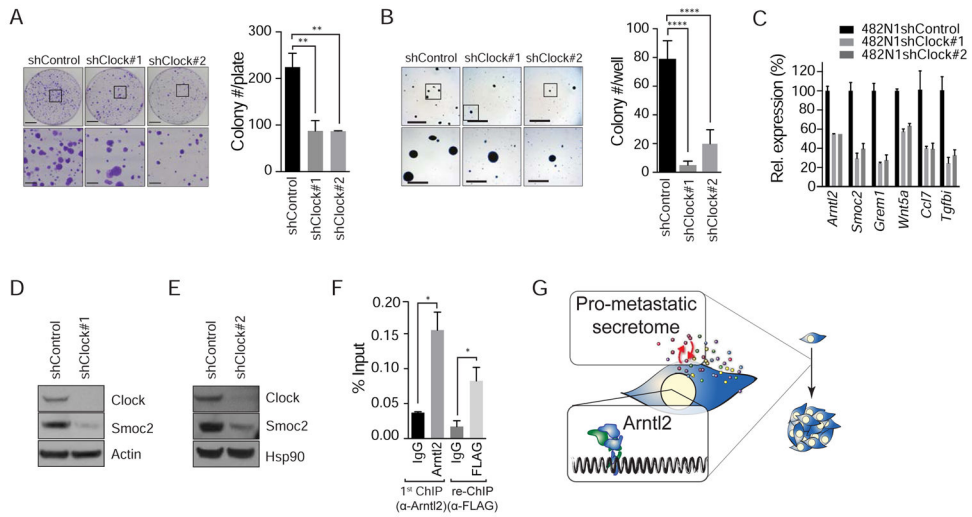 A
shControl shClock#1 shClock#2
Colony #/plate
300
200
100
0
**
**
shControl
shClock#1
shClock#2
B
shControl shClock#1 shClock#2
Colony #/well
100
80
60
40
20
0
****
****
shControl
shClock#1
shClock#2
C
482N1shControl
482N1shClock#1
482N1shClock#2
Rel. expression (%)
120
100
80
60
40
20
0
Arntl2
Smoc2
Grem1
Wnt5a
Ccl7
Tgfbi
D
shControl
shClock#1
Clock
Smoc2
Actin
E
shControl
shClock#2
Clock
Smoc2
Hsp90
F
% Input
0.20
0.15
0.10
0.05
0.00
*
*
IgG
Arntl2
IgG
FLAG
1st ChIP
(α-Arntl2)
re-ChIP
(α-FLAG)
G
Pro-metastatic
secretome
Arntl2